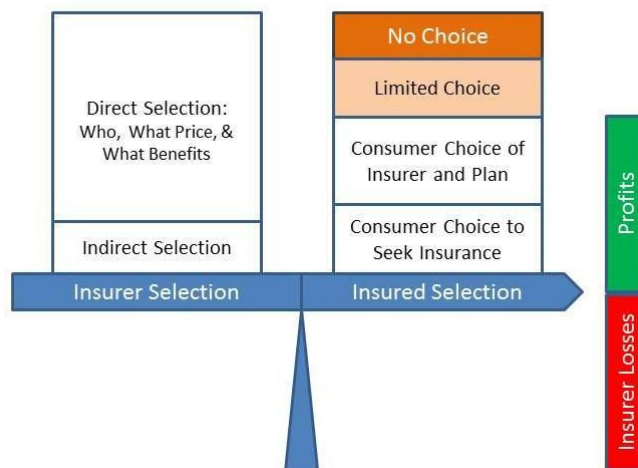 Direct Selection:
Who, What Price, &
What Benefits
Indirect Selection
Insurer Selection
No Choice
Limited Choice
Consumer Choice of
Insurer and Plan
Consumer Choice to
Seek Insurance
Insured Selection
Profits
Insurer Losses